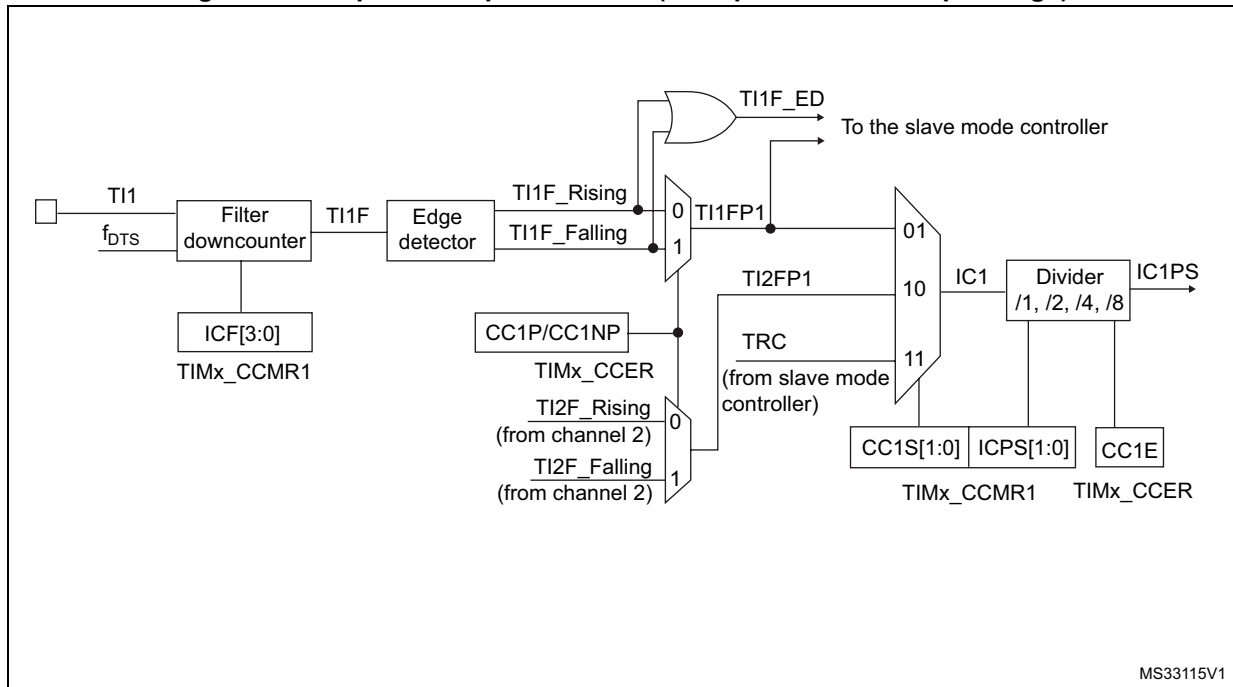 TI1F_ED
To the slave mode controller
TI1
f_DTS
Filter
downcounter
TI1F
Edge
detector
TI1F_Rising
TI1F_Falling
0
1
TI1FP1
01
TI2FP1
10
IC1
Divider
/1, /2, /4, /8
IC1PS
ICF[3:0]
TIMx_CCMR1
CC1P/CC1NP
TIMx_CCER
TRC
11
(from slave mode
controller)
TI2F_Rising
0
(from channel 2)
TI2F_Falling
1
(from channel 2)
CC1S[1:0]
ICPS[1:0]
CC1E
TIMx_CCMR1
TIMx_CCER
MS33115V1